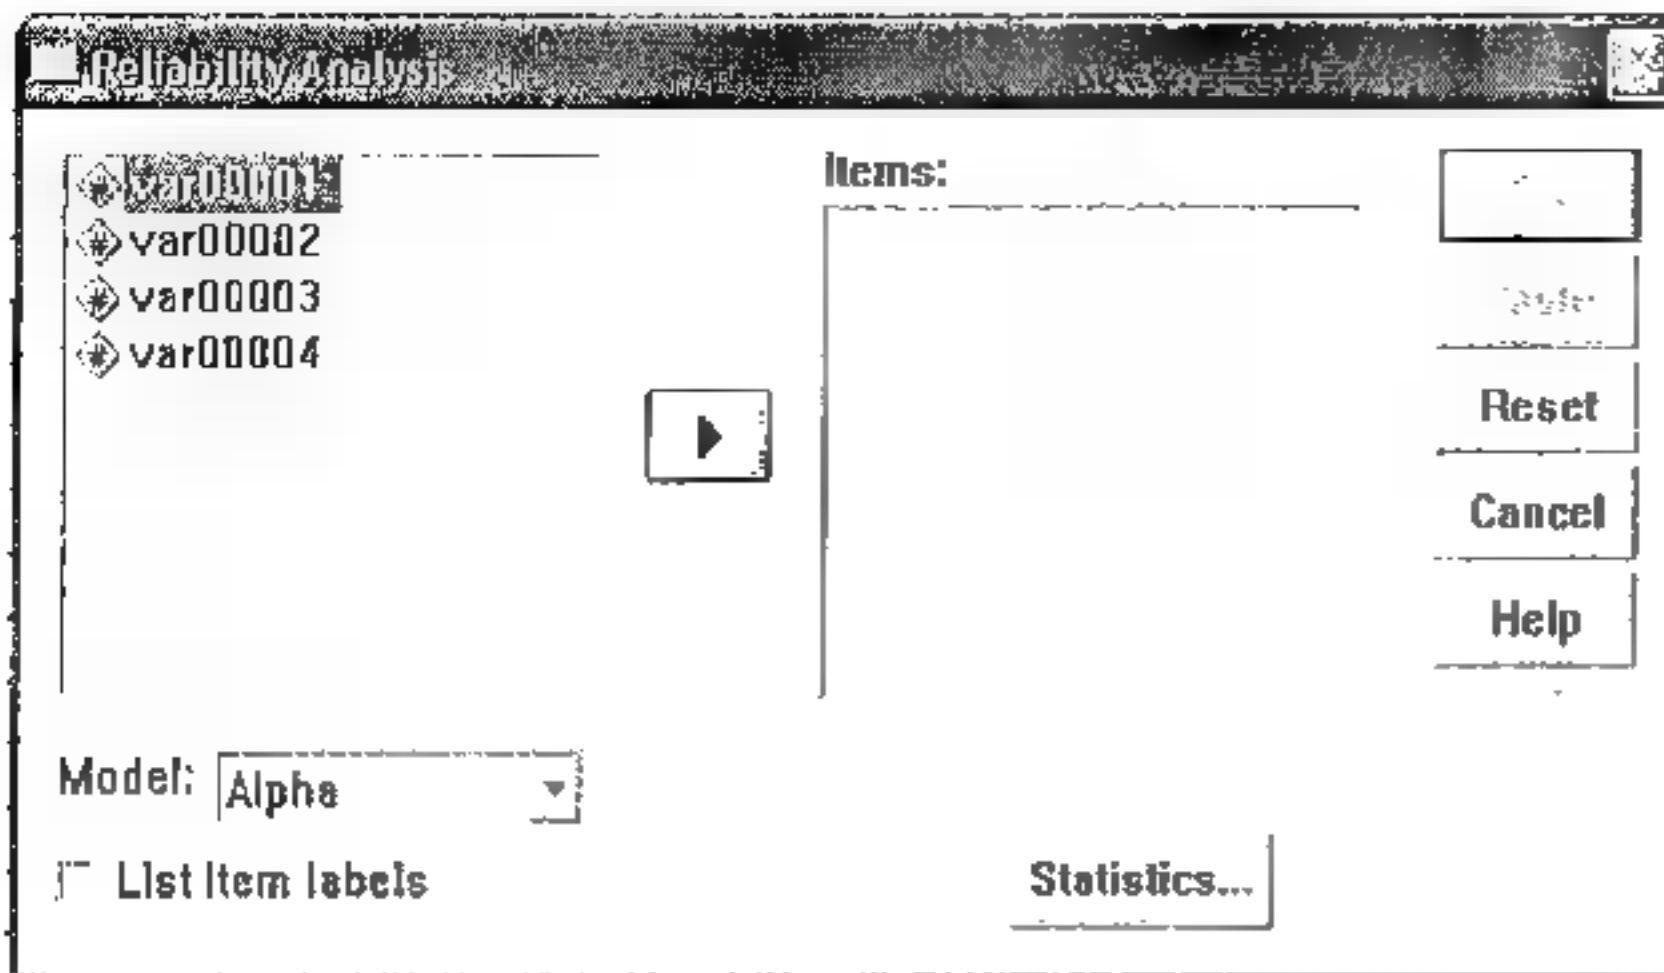 Reliability Analysis
var00001
var00002
var00003
var00004
Items:
Reset
Cancel
Help
Model:
Alpha
List item labels
Statistics...